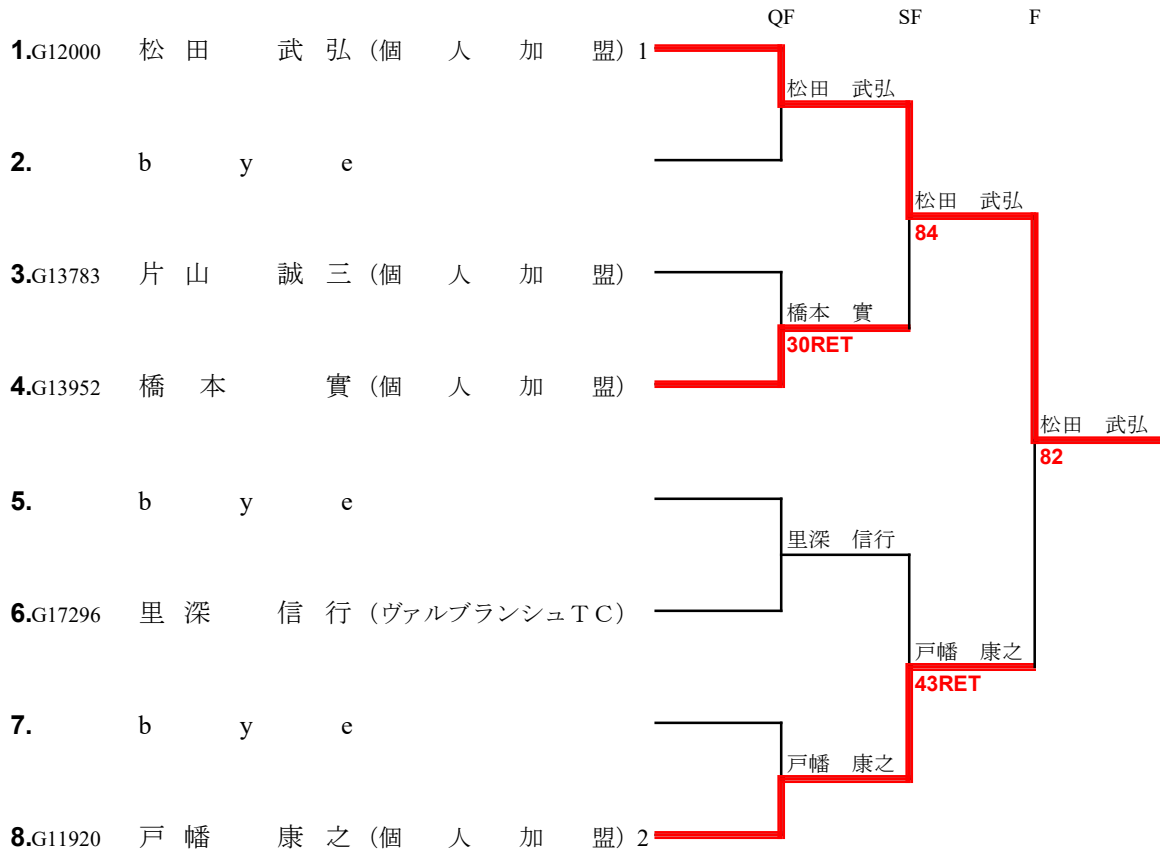 QF SF F
1.G12000 松田 武弘 (個人加盟) 1
松田 武弘
2. bye
松田 武弘
84
3.G13783 片山 誠三 (個人加盟)
橋本 實
30RET
4.G13952 橋本 實 (個人加盟)
松田 武弘
82
5. bye
里深 信行
6.G17296 里深 信行 (ヴァルブランシュTC)
戸幡 康之
43RET
7. bye
戸幡 康之
8.G11920 戸幡 康之 (個人加盟) 2